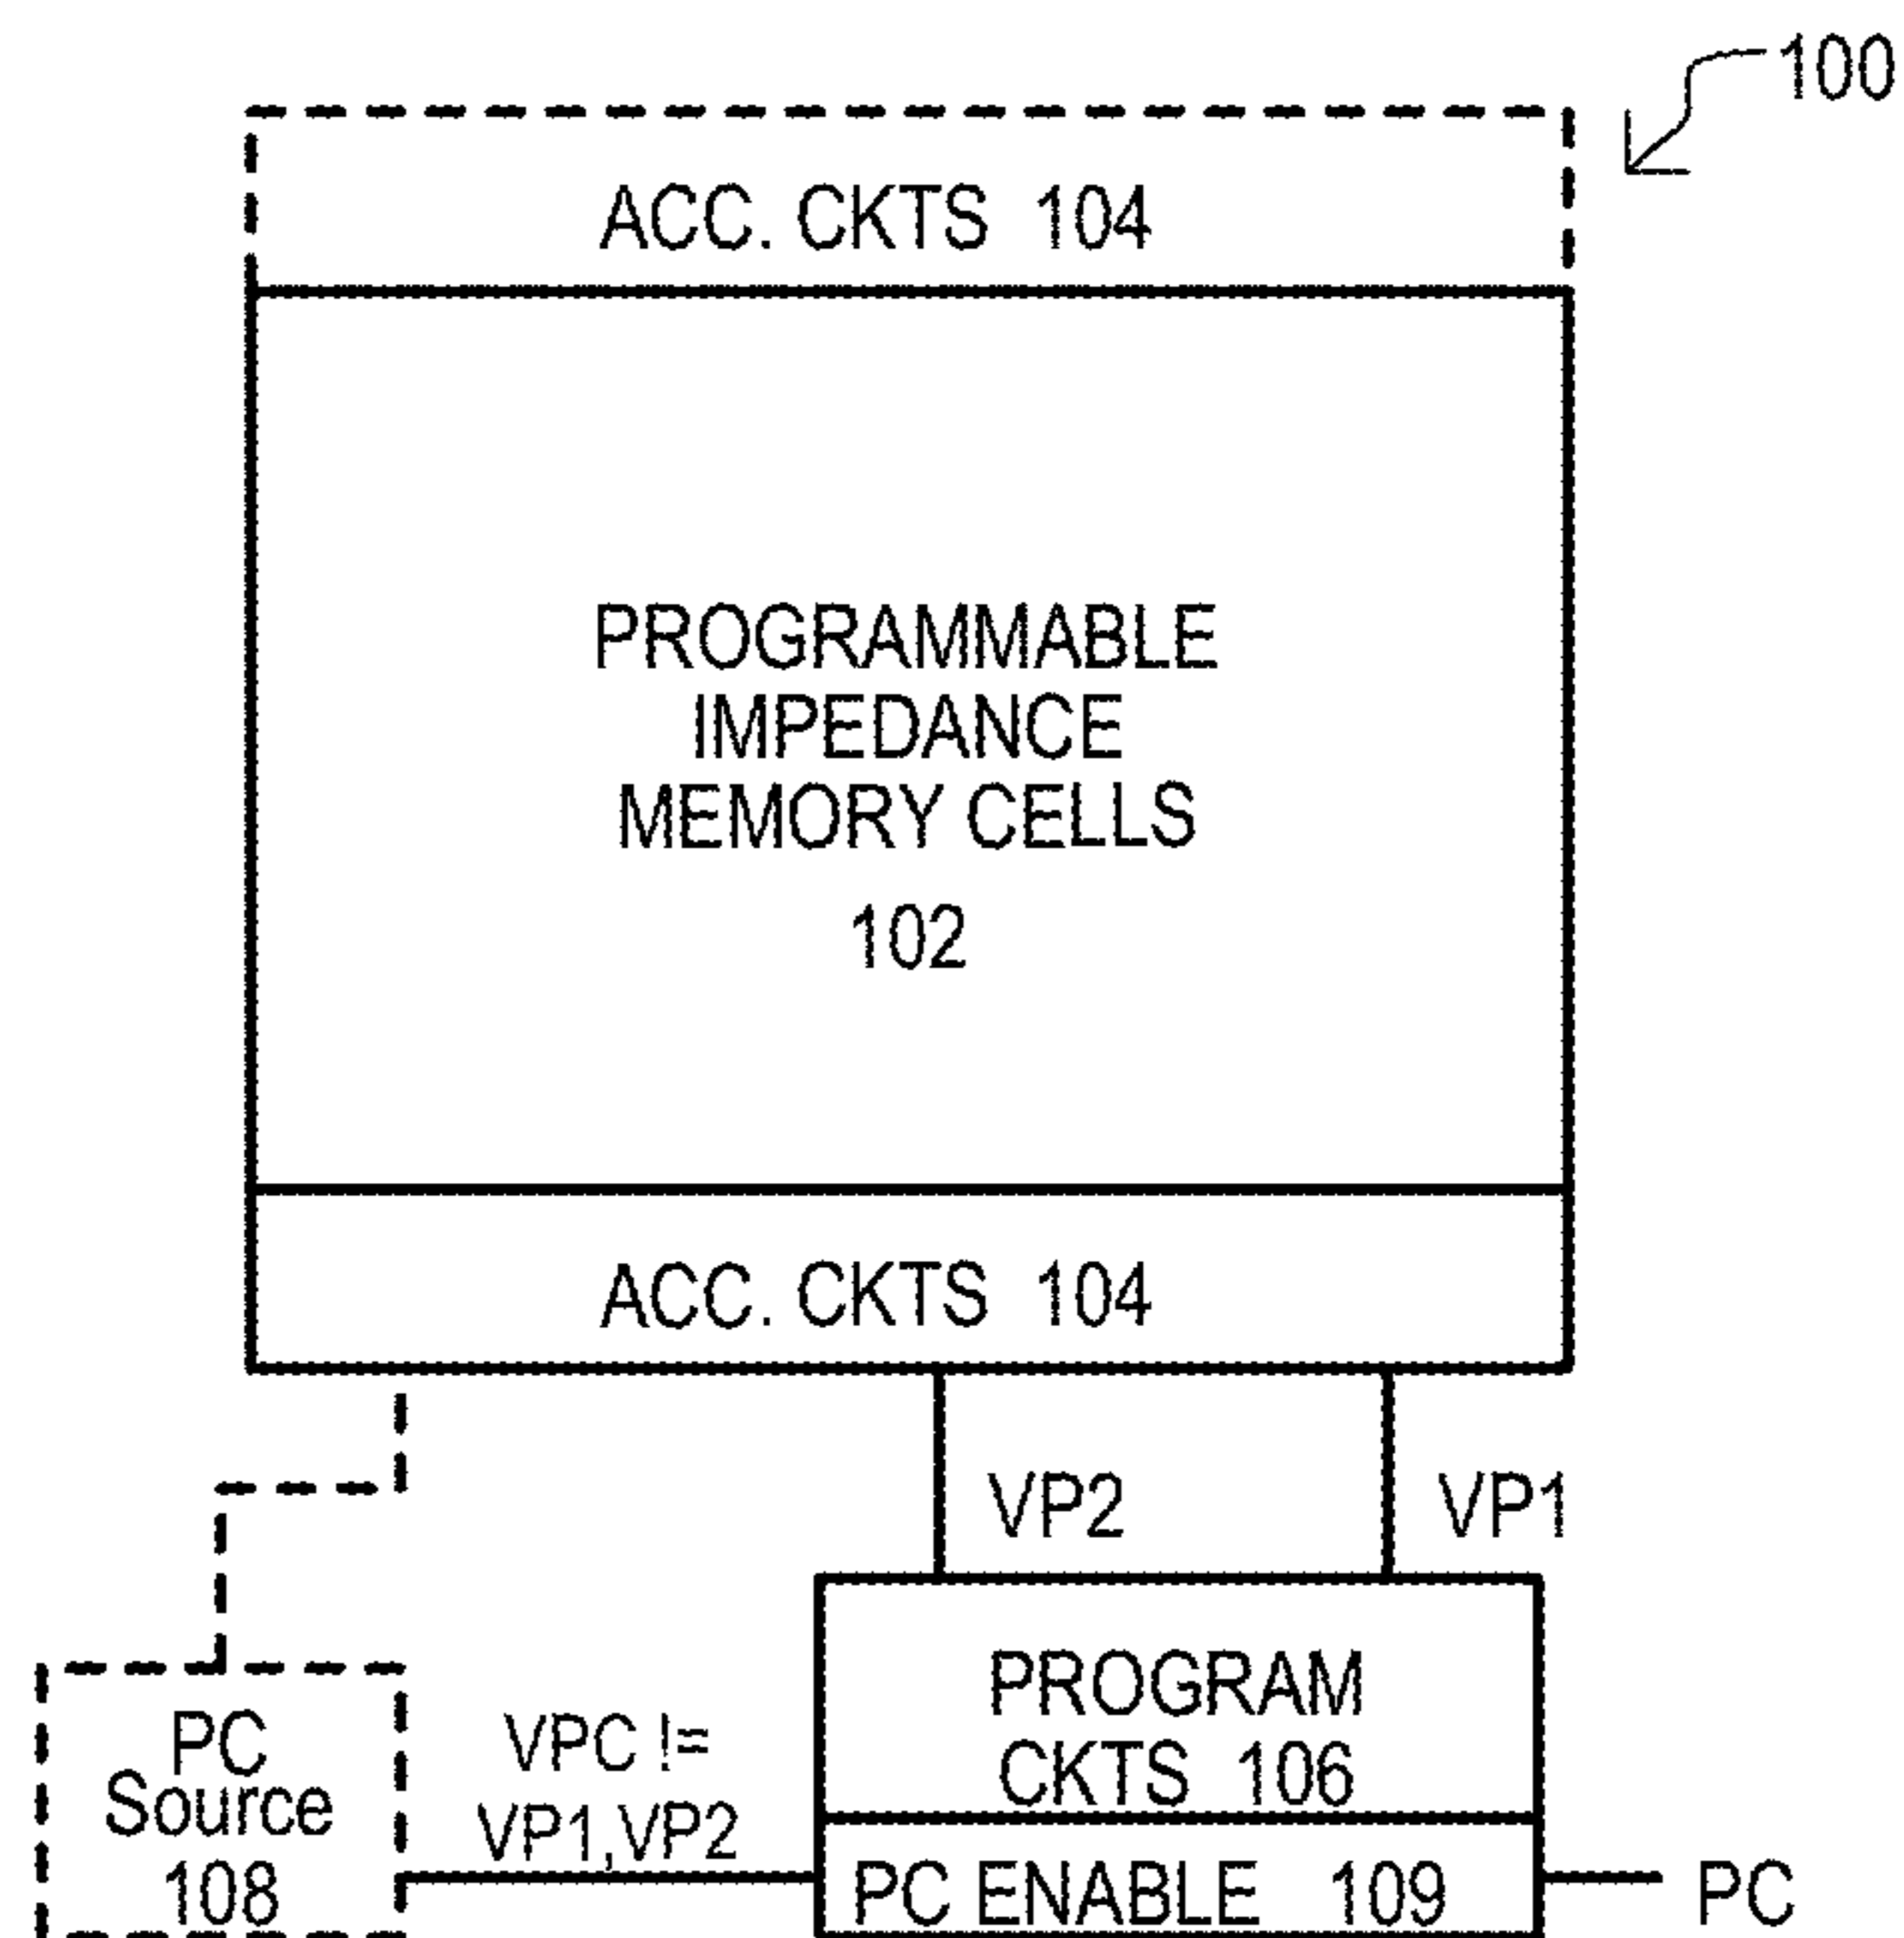 100
ACC. CKTS 104
PROGRAMMABLE
IMPEDANCE
MEMORY CELLS
102
ACC. CKTS 104
VP2 VP1
PROGRAM
CKTS 106
PC
Source
108
VPC !=
VP1,VP2
PC ENABLE 109
PC